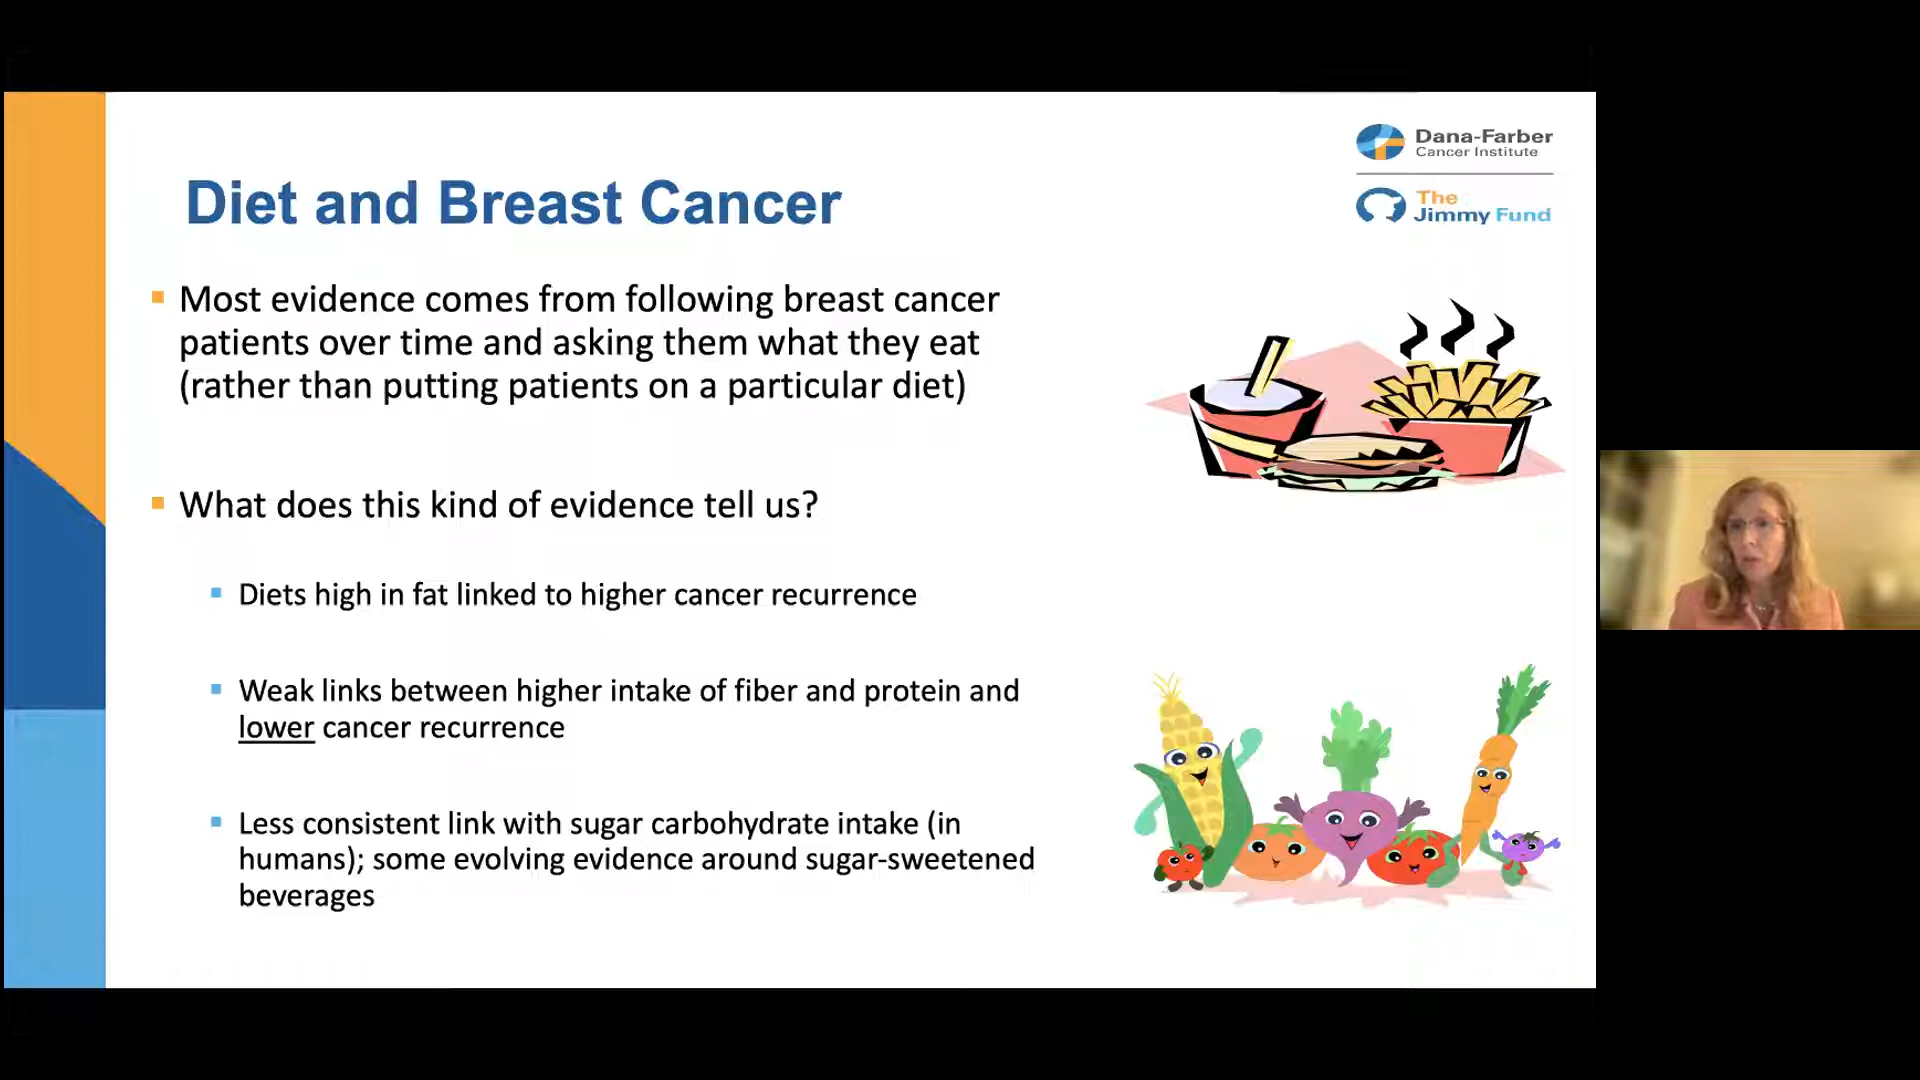 Dana-Farber
Cancer Institute
The
Jimmy Fund
Diet and Breast Cancer
Most evidence comes from following breast cancer
patients over time and asking them what they eat
(rather than putting patients on a particular diet)
What does this kind of evidence tell us?
Diets high in fat linked to higher cancer recurrence
Weak links between higher intake of fiber and protein and
lower cancer recurrence
Less consistent link with sugar carbohydrate intake (in
humans); some evolving evidence around sugar-sweetened
beverages